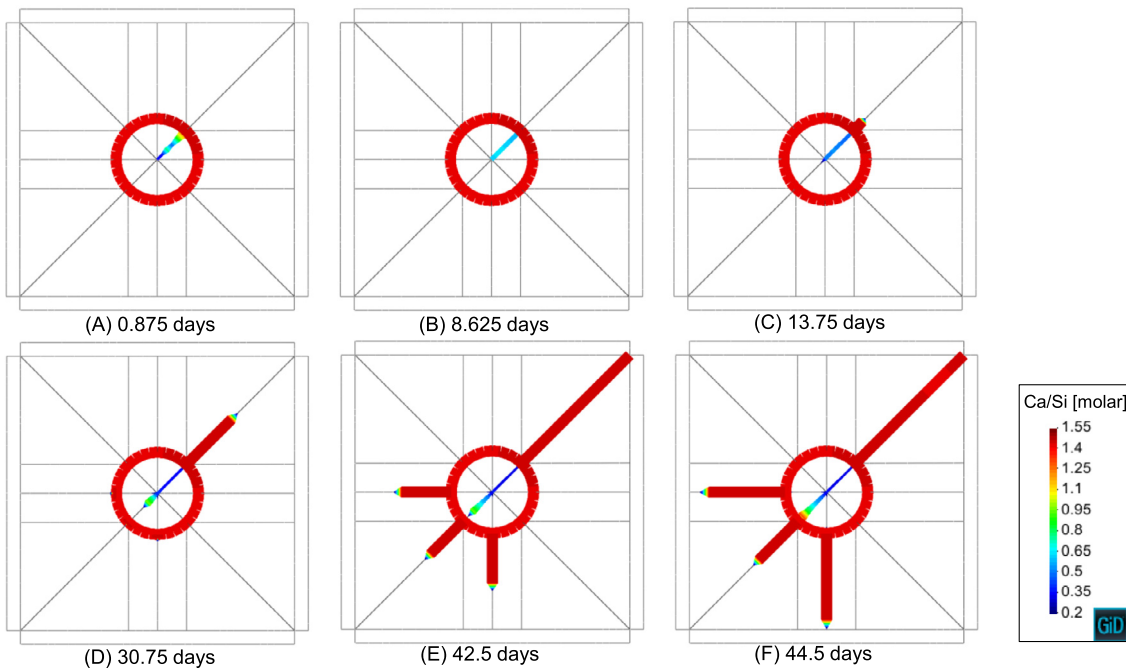 (A) 0.875 days
(B) 8.625 days
(C) 13.75 days
(D) 30.75 days
(E) 42.5 days
(F) 44.5 days
Ca/Si [molar]
1.55
1.4
1.25
1.1
0.95
0.8
0.65
0.5
0.35
0.2
GiD